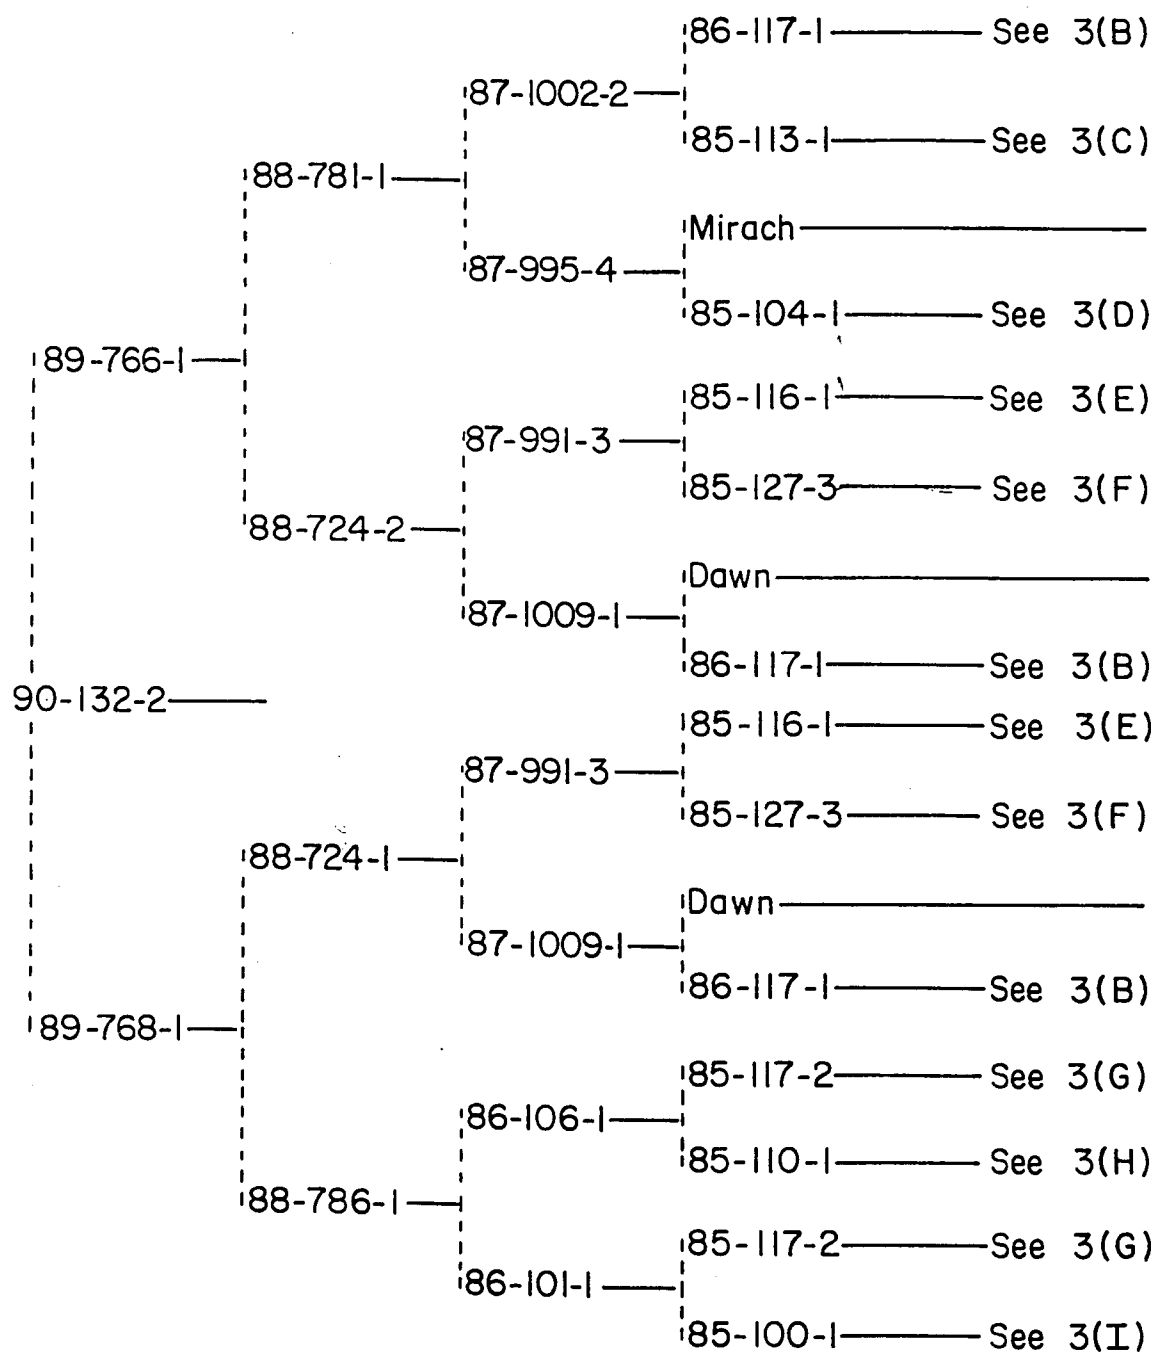 86-117-1 See 3(B)
87-1002-2
85-113-1 See 3(C)
88-781-1
Mirach
87-995-4
85-104-1 See 3(D)
89-766-1
85-116-1 See 3(E)
87-991-3
85-127-3 See 3(F)
88-724-2
Dawn
87-1009-1
86-117-1 See 3(B)
90-132-2
85-116-1 See 3(E)
87-991-3
85-127-3 See 3(F)
88-724-1
Dawn
87-1009-1
86-117-1 See 3(B)
89-768-1
85-117-2 See 3(G)
86-106-1
85-110-1 See 3(H)
88-786-1
85-117-2 See 3(G)
86-101-1
85-100-1 See 3(I)